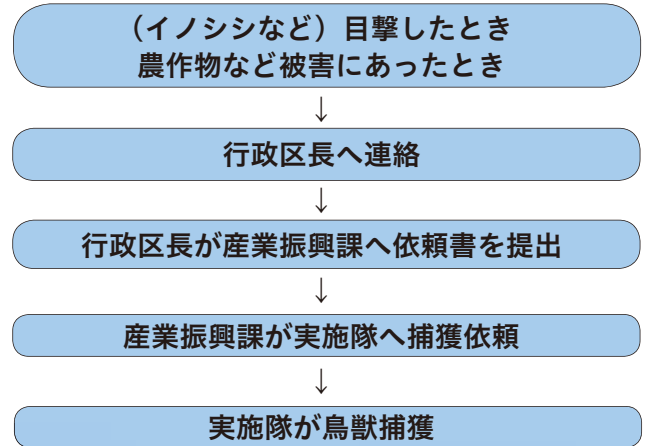 （イノシシなど）目撃したとき
農作物など被害にあったとき
↓
行政区長へ連絡
↓
行政区長が産業振興課へ依頼書を提出
↓
産業振興課が実施隊へ捕獲依頼
↓
実施隊が鳥獣捕獲